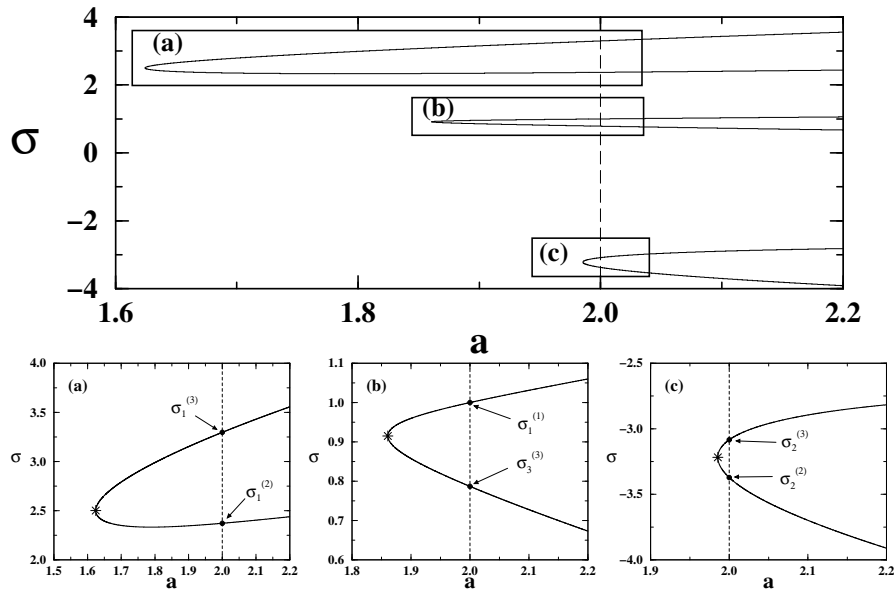 4
2
0
−2
−4
σ
(a)
(b)
(c)
1.6 1.8 2.0 2.2
a
(a)
4.0
3.5
3.0
2.5
2.0
σ
σ₁⁽³⁾
σ₁⁽²⁾
1.5 1.6 1.7 1.8 1.9 2.0 2.1 2.2
a
(b)
1.1
1.0
0.9
0.8
0.7
0.6
σ
σ₁⁽¹⁾
σ₃⁽³⁾
1.8 1.9 2.0 2.1 2.2
a
(c)
−2.5
−3.0
−3.5
−4.0
σ
σ₂⁽³⁾
σ₂⁽²⁾
1.9 2.0 2.1 2.2
a